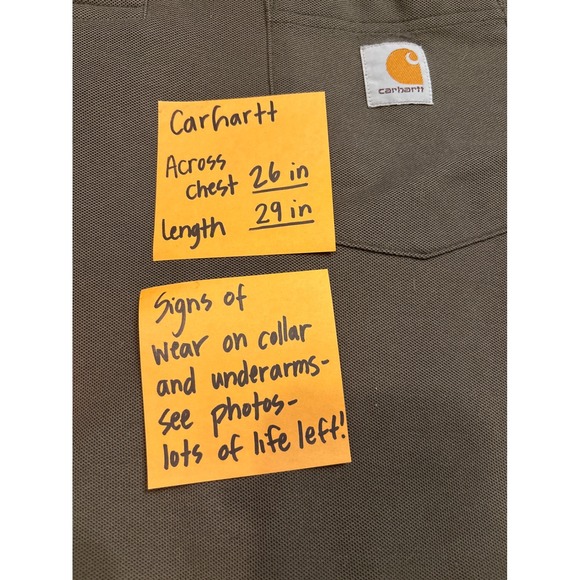 carhartt
Carhartt
Across
chest 26 in
length 29 in
Signs of
wear on collar
and underarms-
see photos-
lots of life left!